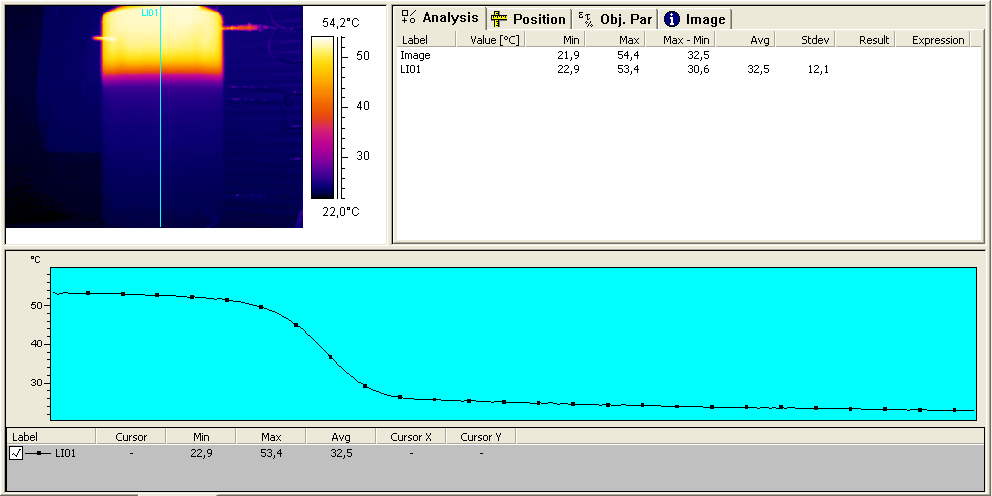 LI01
54,2°C
50
40
30
22,0°C
Analysis Position Obj. Par Image
Label Value [°C] Min Max Max - Min Avg Stdev Result Expression
Image 21,9 54,4 32,5
LI01 22,9 53,4 30,6 32,5 12,1
°C
50
40
30
Label Cursor Min Max Avg Cursor X Cursor Y
LI01 - 22,9 53,4 32,5 - -